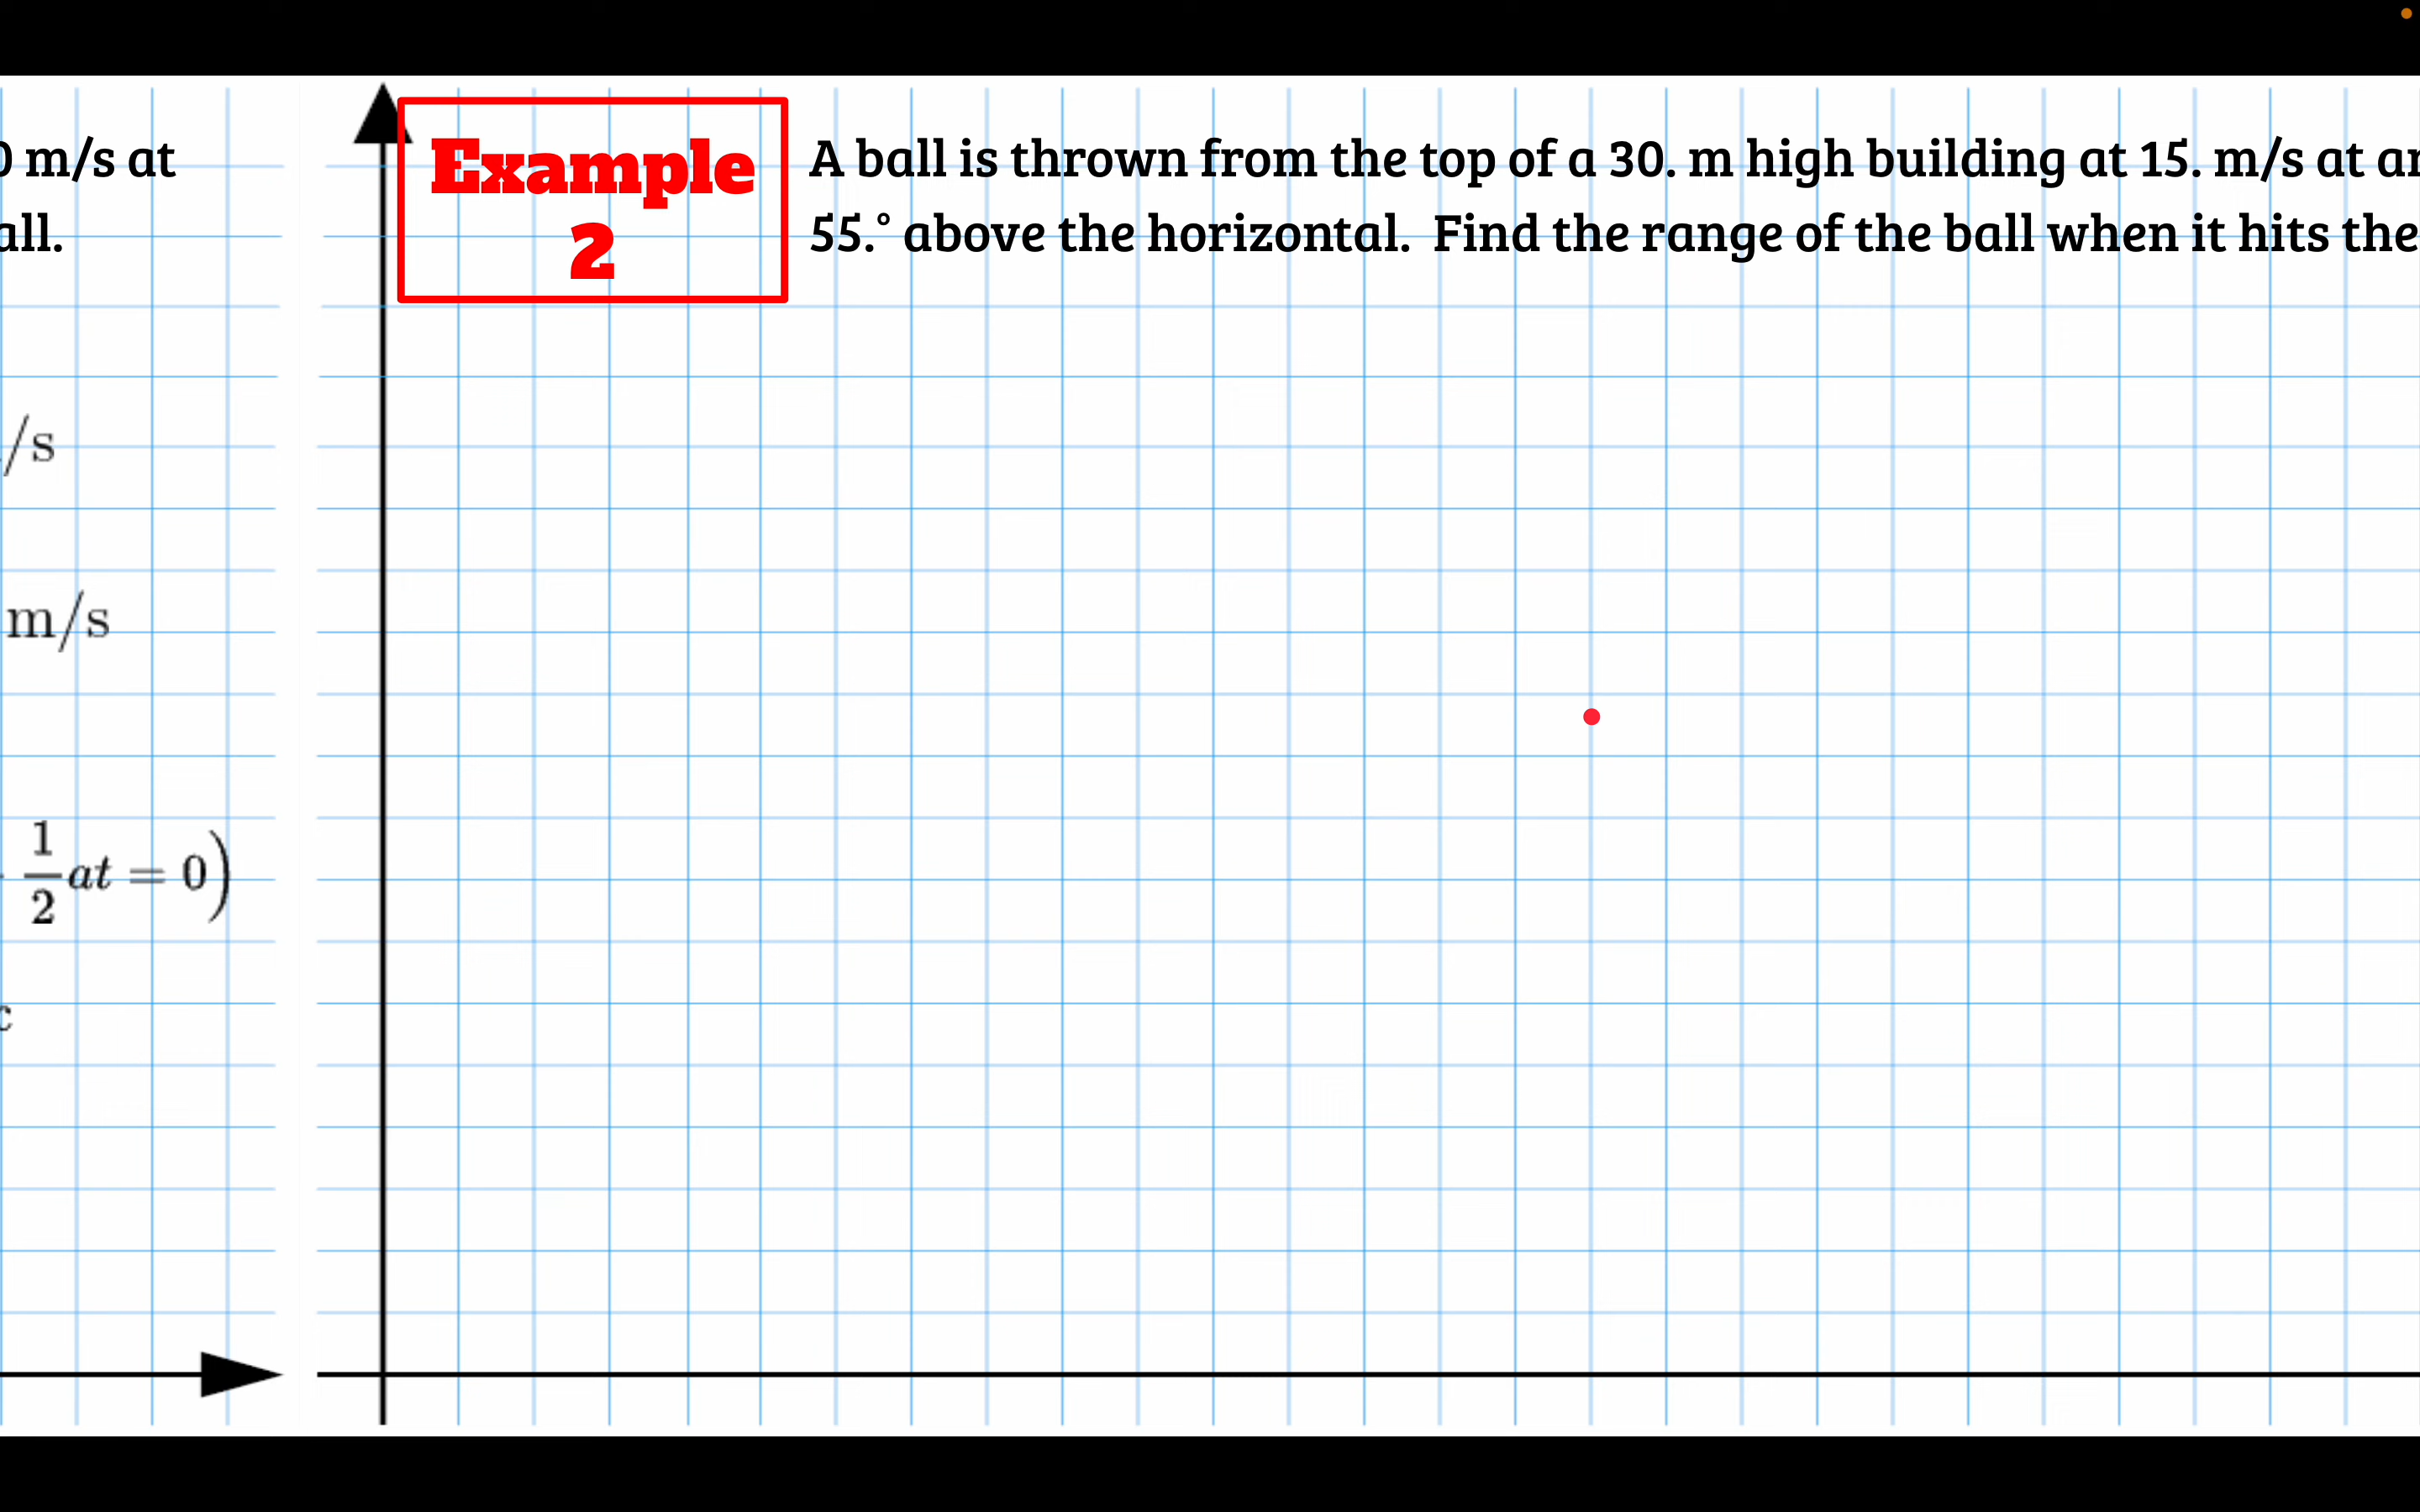 0 m/s at
all.
/s
m/s
1/2 at = 0)
Example
2
A ball is thrown from the top of a 30. m high building at 15. m/s at
55.° above the horizontal. Find the range of the ball when it hits the